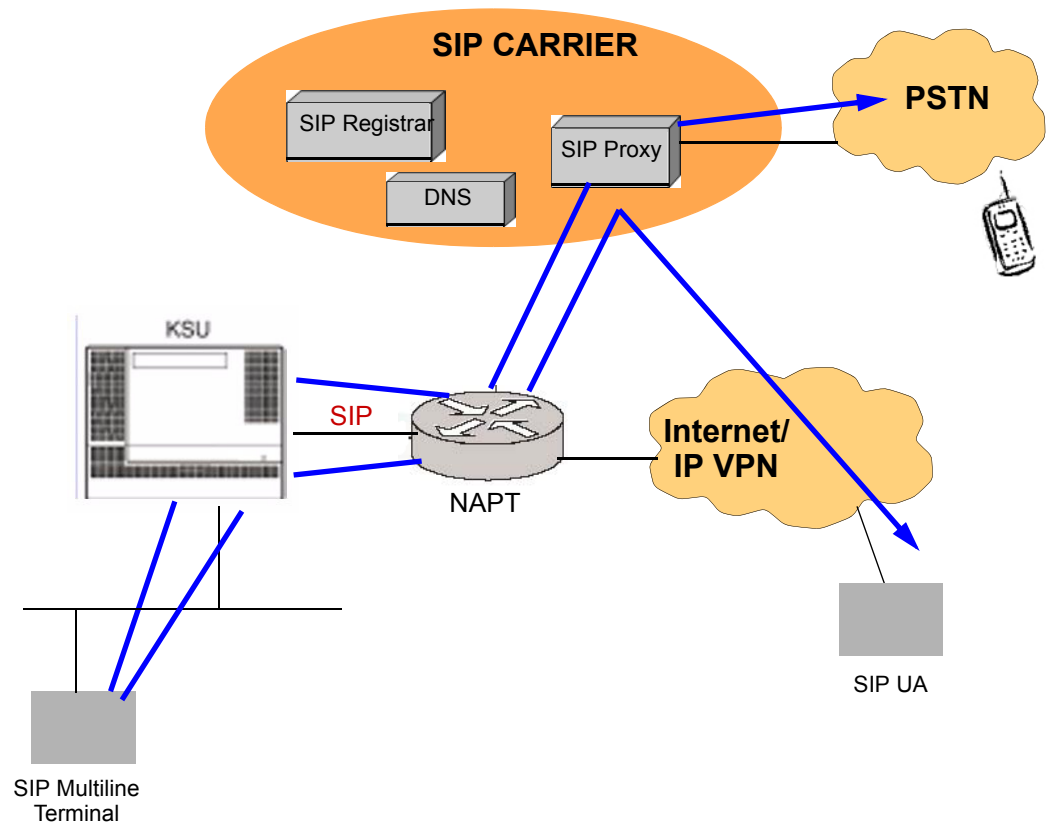 SIP CARRIER
PSTN
SIP Registrar
SIP Proxy
DNS
KSU
SIP
Internet/
IP VPN
NAPT
SIP UA
SIP Multiline
Terminal